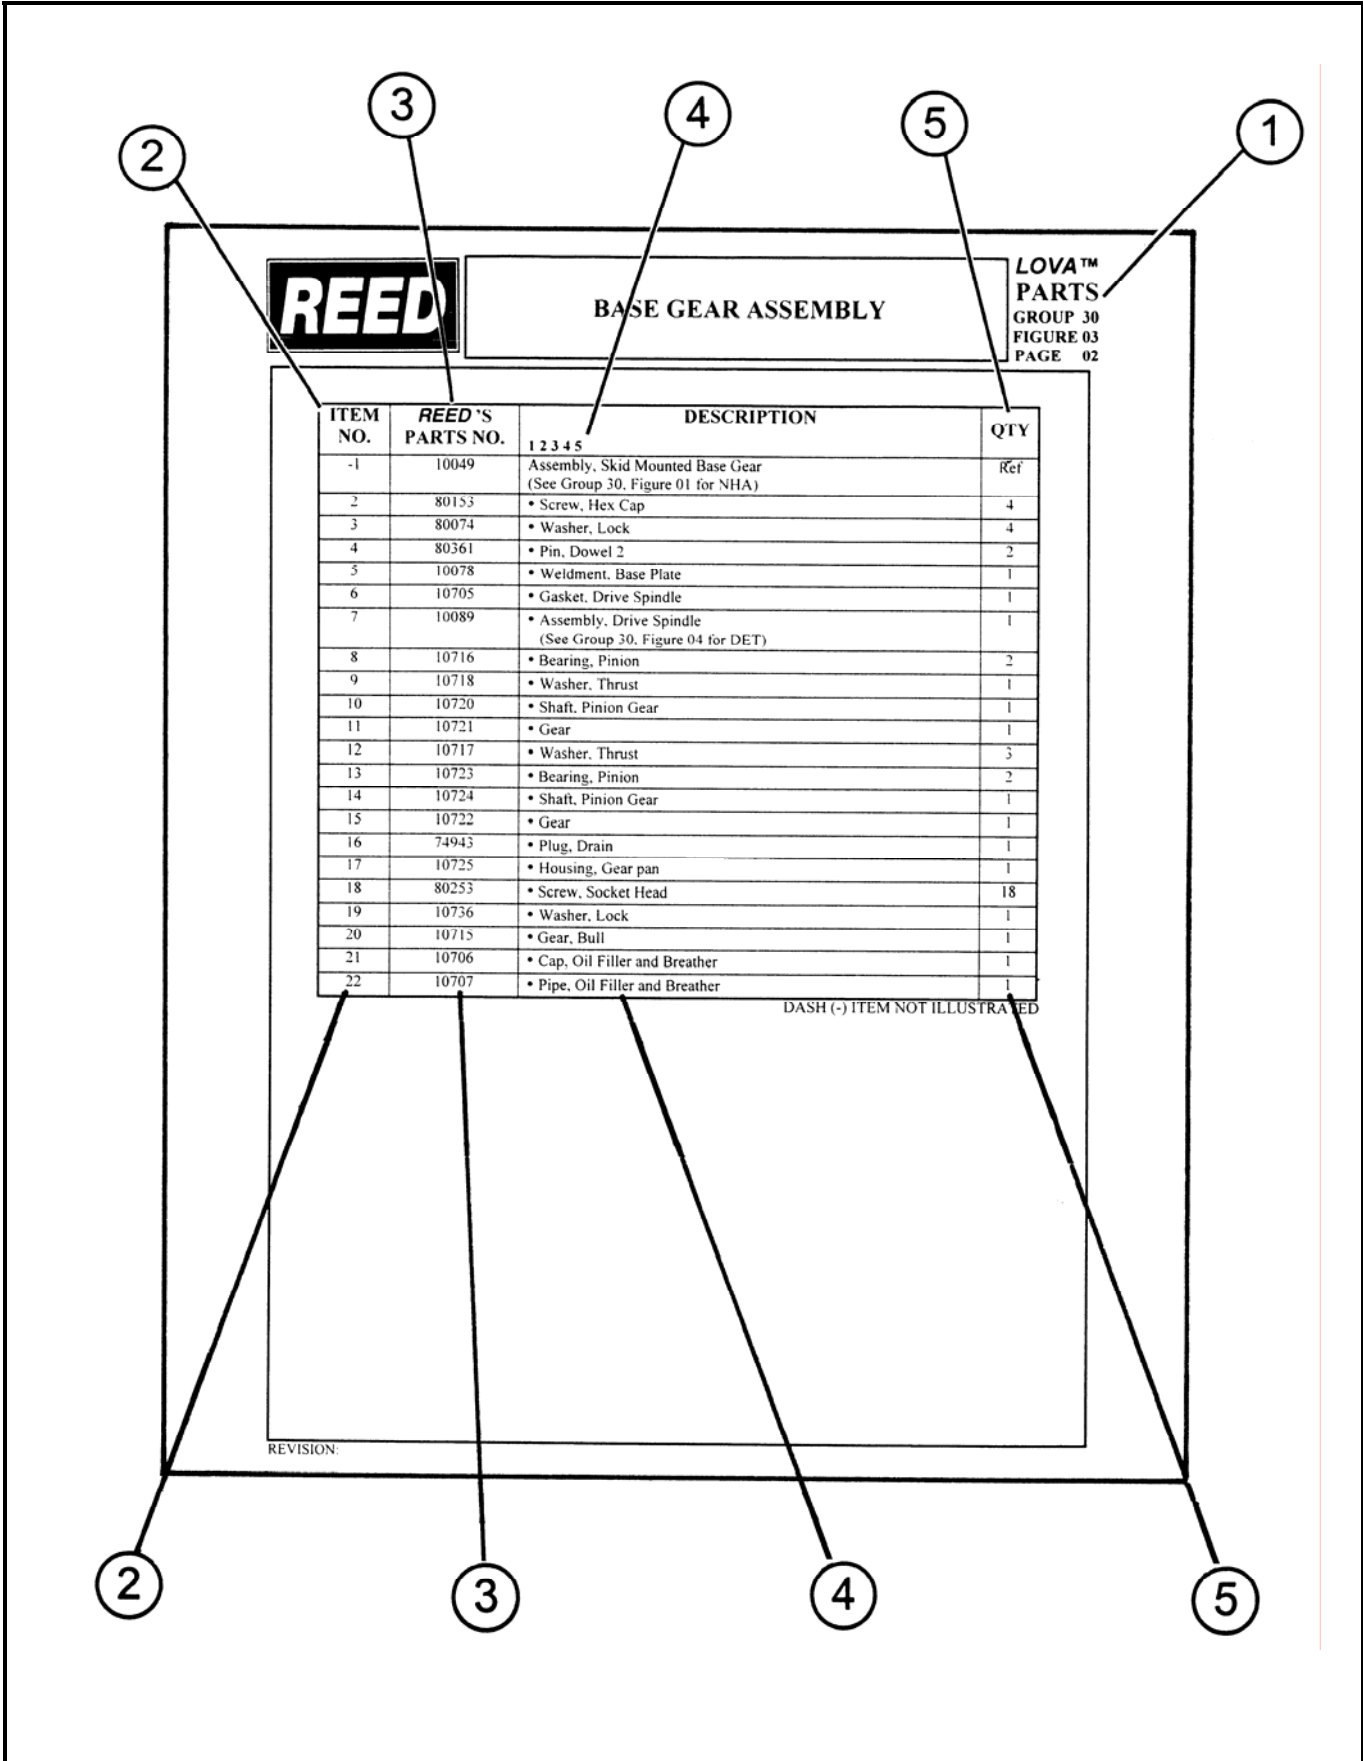 3
4
5
1
2
REED
BASE GEAR ASSEMBLY
LOVA™
PARTS
GROUP 30
FIGURE 03
PAGE 02
ITEM NO. REED'S PARTS NO. DESCRIPTION QTY
1 2 3 4 5
-1 10049 Assembly, Skid Mounted Base Gear Ref
(See Group 30, Figure 01 for NHA)
2 80153 • Screw, Hex Cap 4
3 80074 • Washer, Lock 4
4 80361 • Pin, Dowel 2 2
5 10078 • Weldment. Base Plate 1
6 10705 • Gasket, Drive Spindle 1
7 10089 • Assembly, Drive Spindle 1
(See Group 30, Figure 04 for DET)
8 10716 • Bearing, Pinion 2
9 10718 • Washer, Thrust 1
10 10720 • Shaft, Pinion Gear 1
11 10721 • Gear 1
12 10717 • Washer, Thrust 3
13 10723 • Bearing, Pinion 2
14 10724 • Shaft, Pinion Gear 1
15 10722 • Gear 1
16 74943 • Plug, Drain 1
17 10725 • Housing, Gear pan 1
18 80253 • Screw, Socket Head 18
19 10736 • Washer, Lock 1
20 10715 • Gear, Bull 1
21 10706 • Cap, Oil Filler and Breather 1
22 10707 • Pipe, Oil Filler and Breather 1
DASH (-) ITEM NOT ILLUSTRATED
REVISION:
2
3
4
5